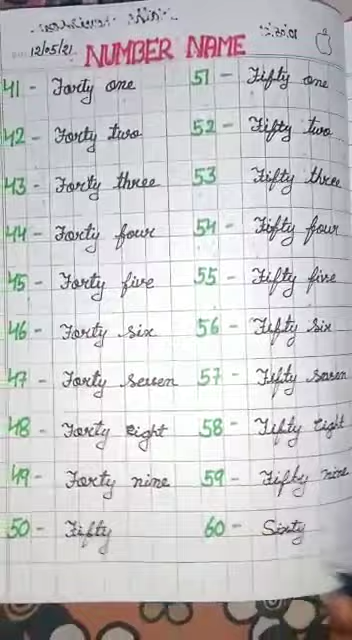 12/05/21
NUMBER NAME
41 - Forty one 51 - Fifty one
42 - Forty two 52 - Fifty two
43 - Forty three 53 Fifty three
44 - Forty four 54 - Fifty four
45 - Forty five 55 - Fifty five
46 - Forty six 56 - Fifty six
47 - Forty seven 57 - Fifty seven
48 - Forty eight 58 - Fifty eight
49 - Forty nine 59 - Fifty nine
50 - Fifty 60 - Sixty